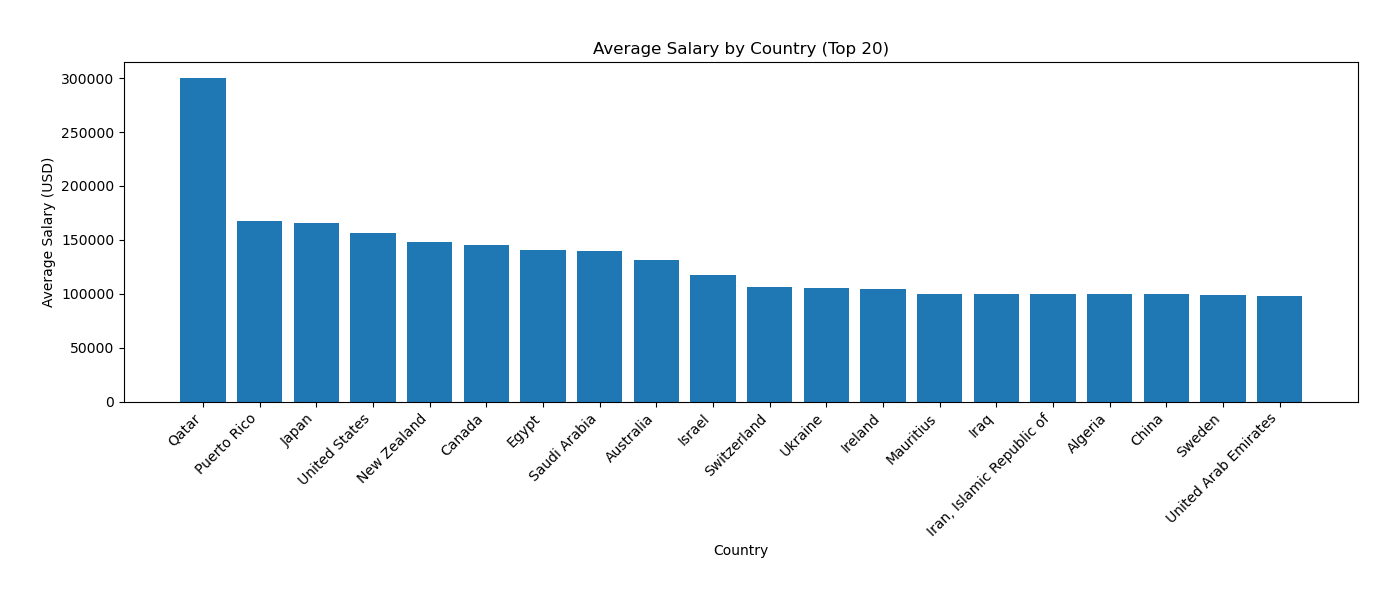 Average Salary by Country (Top 20)
Average Salary (USD)
300000
250000
200000
150000
100000
50000
0
Qatar
Puerto Rico
Japan
United States
New Zealand
Canada
Egypt
Saudi Arabia
Australia
Israel
Switzerland
Ukraine
Ireland
Mauritius
Iraq
Iran, Islamic Republic of
Algeria
China
Sweden
United Arab Emirates
Country